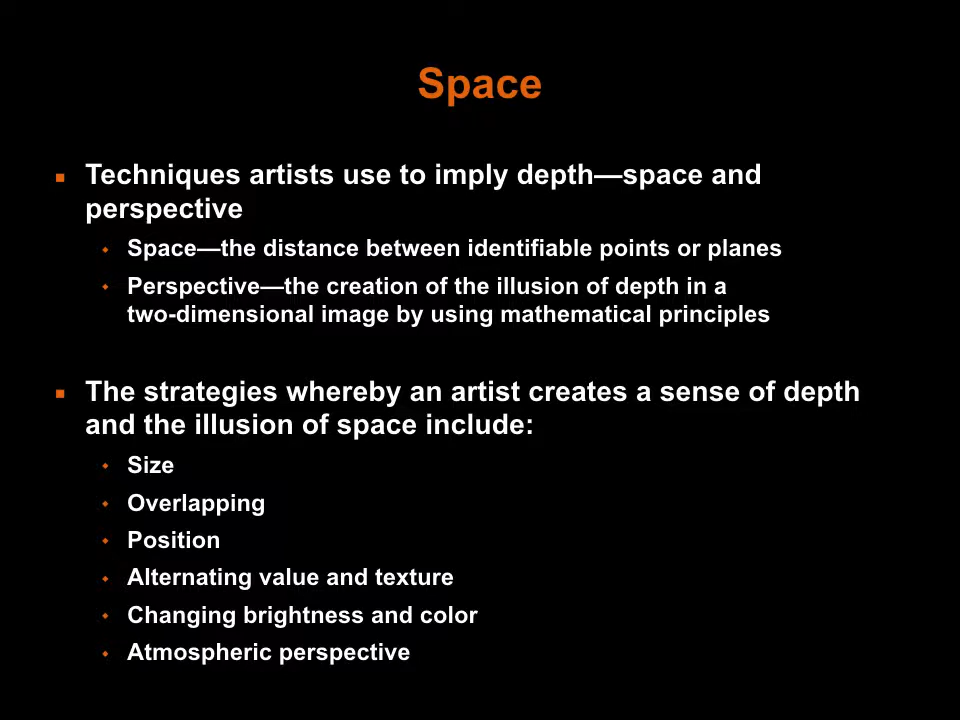 Space
Techniques artists use to imply depth—space and
perspective
Space—the distance between identifiable points or planes
Perspective—the creation of the illusion of depth in a
two-dimensional image by using mathematical principles
The strategies whereby an artist creates a sense of depth
and the illusion of space include:
Size
Overlapping
Position
Alternating value and texture
Changing brightness and color
Atmospheric perspective